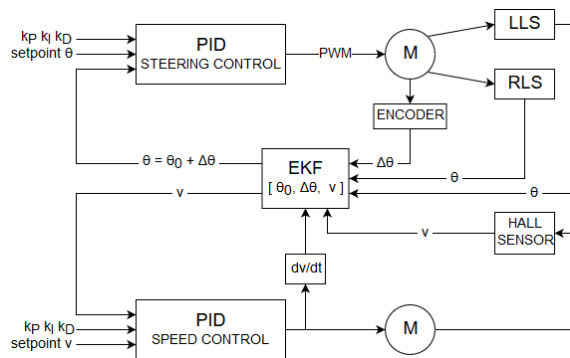 kP kI kD
setpoint θ
PID
STEERING CONTROL
PWM
M
LLS
RLS
ENCODER
θ = θ0 + Δθ
EKF
[ θ0, Δθ, v ]
Δθ
θ
θ
v
v
HALL
SENSOR
dv/dt
kP kI kD
setpoint v
PID
SPEED CONTROL
M